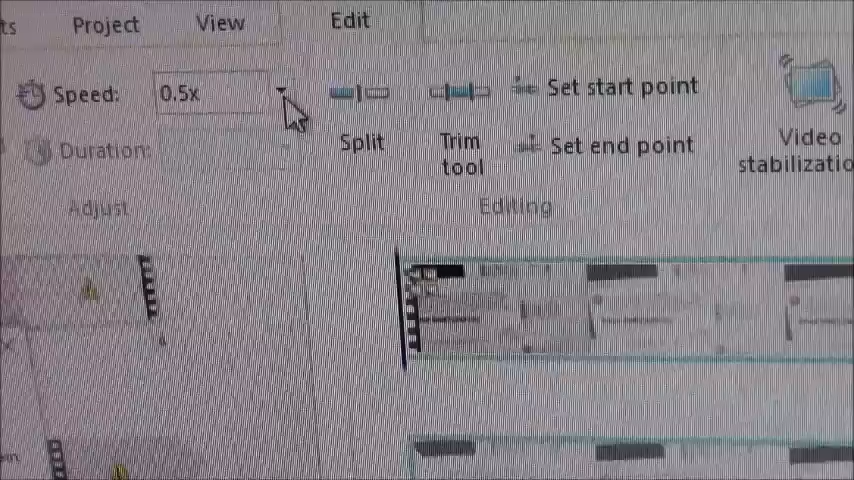 ts Project View Edit
Speed: 0.5x
Set start point
Duration:
Split
Trim tool
Set end point
Video
stabilizatio
Adjust
Editing